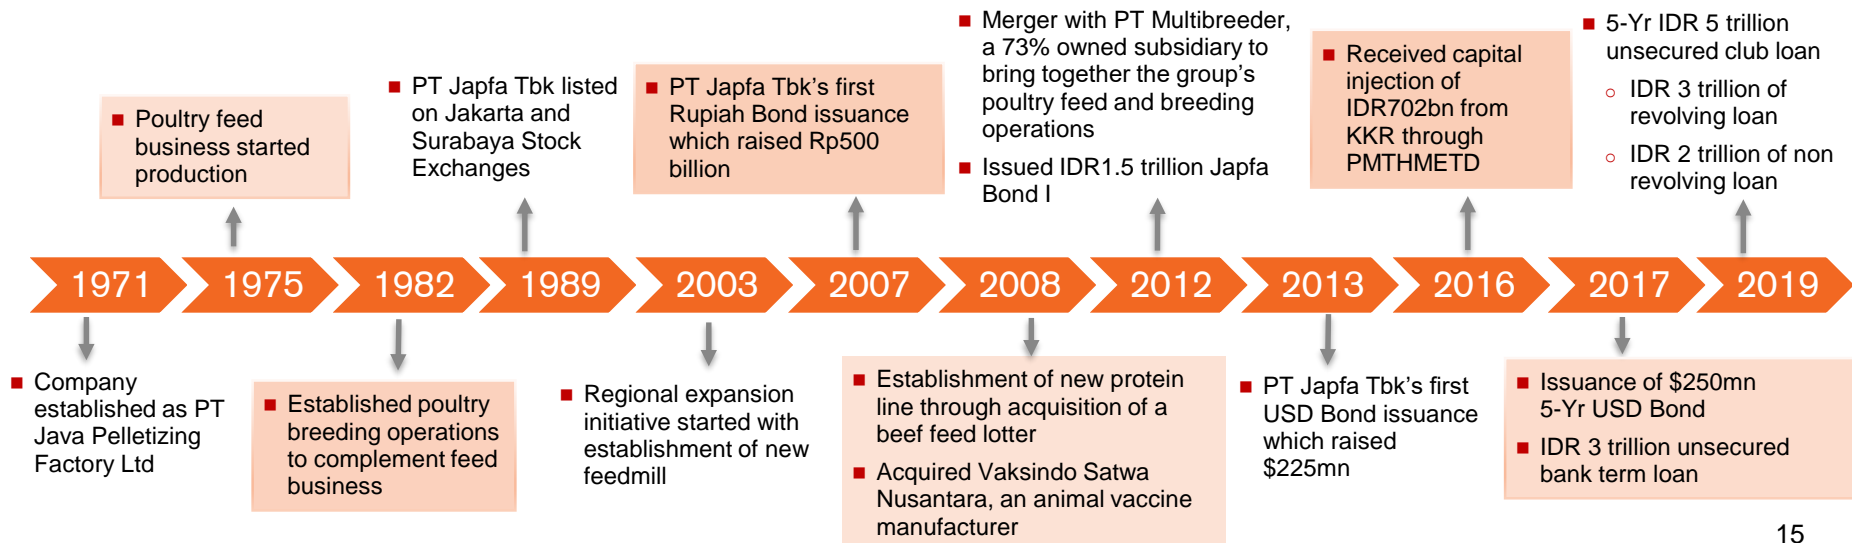 Poultry feed
business started
production
PT Japfa Tbk listed
on Jakarta and
Surabaya Stock
Exchanges
PT Japfa Tbk's first
Rupiah Bond issuance
which raised Rp500
billion
Merger with PT Multibreeder,
a 73% owned subsidiary to
bring together the group's
poultry feed and breeding
operations
Issued IDR1.5 trillion Japfa
Bond I
Received capital
injection of
IDR702bn from
KKR through
PMTHMETD
5-Yr IDR 5 trillion
unsecured club loan
IDR 3 trillion of
revolving loan
IDR 2 trillion of non
revolving loan
1971 1975 1982 1989 2003 2007 2008 2012 2013 2016 2017 2019
Company
established as PT
Java Pelletizing
Factory Ltd
Established poultry
breeding operations
to complement feed
business
Regional expansion
initiative started with
establishment of new
feedmill
Establishment of new protein
line through acquisition of a
beef feed lotter
Acquired Vaksindo Satwa
Nusantara, an animal vaccine
manufacturer
PT Japfa Tbk's first
USD Bond issuance
which raised
$225mn
Issuance of $250mn
5-Yr USD Bond
IDR 3 trillion unsecured
bank term loan
15